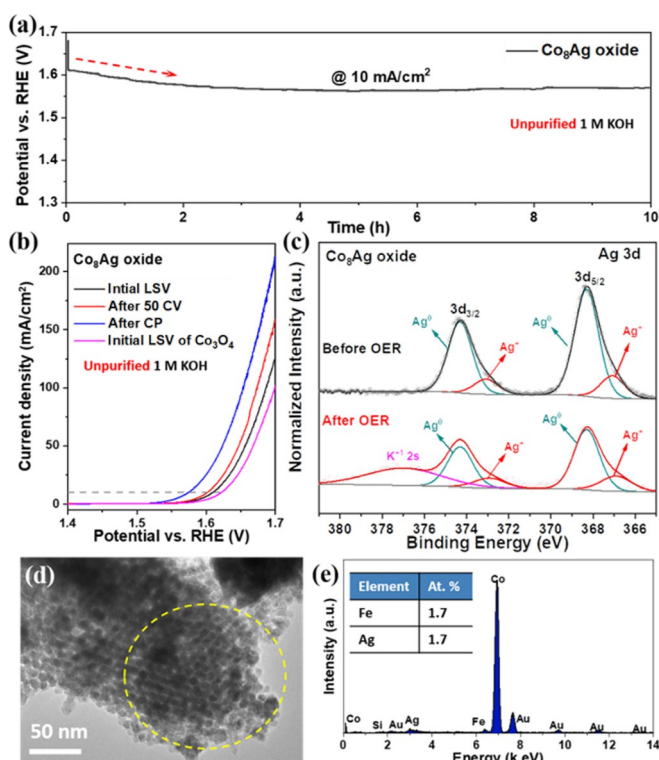 (a)
1.7
1.6
1.5
1.4
1.3
Potential vs. RHE (V)
Co₈Ag oxide
@ 10 mA/cm²
Unpurified 1 M KOH
0 2 4 6 8 10
Time (h)
(b)
Co₈Ag oxide
Intial LSV
After 50 CV
After CP
Initial LSV of Co₃O₄
Unpurified 1 M KOH
200
150
100
50
0
Current density (mA/cm²)
1.4 1.5 1.6 1.7
Potential vs. RHE (V)
(c)
Co₈Ag oxide
Ag 3d
3d₅/₂
3d₃/₂
Ag⁰ Ag⁺ Ag⁰ Ag⁺
Before OER
After OER
Ag⁰ Ag⁺ Ag⁰ Ag⁺
K⁺¹ 2s
Normalized Intensity (a.u.)
380 378 376 374 372 370 368 366
Binding Energy (eV)
(d)
50 nm
(e)
Element At. %
Fe 1.7
Ag 1.7
Co
Co Si Au Ag Fe Au Au Au Au
Intensity (a.u.)
0 2 4 6 8 10 12 14
Energy (k eV)